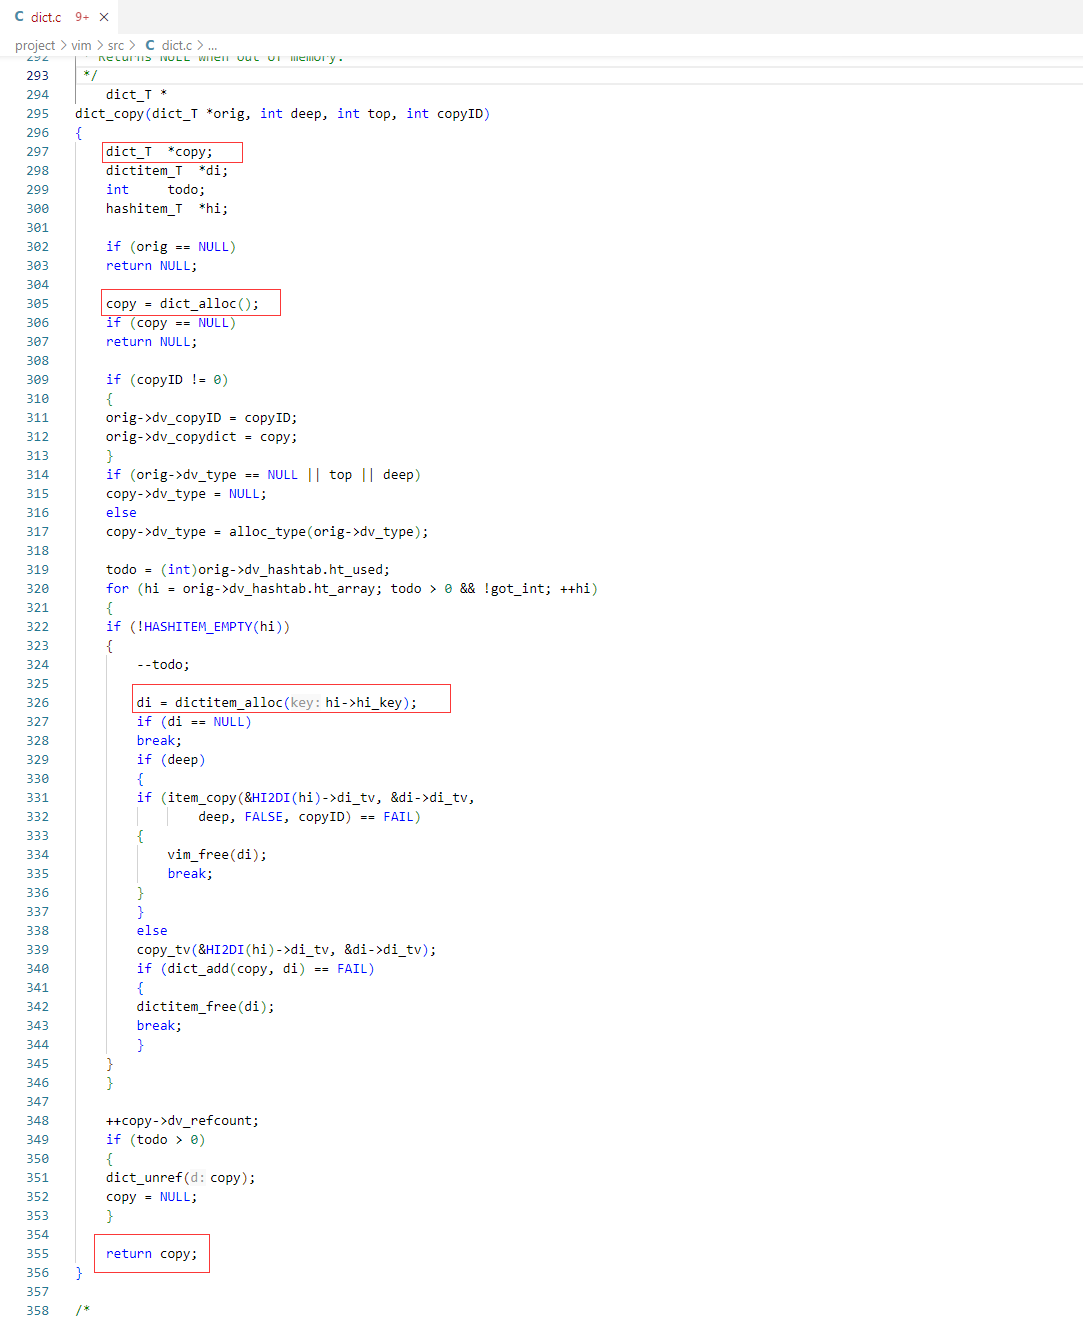 C dict.c 9+ ×
project > vim > src > C dict.c > ...
292 * Returns NULL when out of memory.
293 */
294 dict_T *
295 dict_copy(dict_T *orig, int deep, int top, int copyID)
296 {
297 dict_T *copy;
298 dictitem_T *di;
299 int todo;
300 hashitem_T *hi;
301
302 if (orig == NULL)
303 return NULL;
304
305 copy = dict_alloc();
306 if (copy == NULL)
307 return NULL;
308
309 if (copyID != 0)
310 {
311 orig->dv_copyID = copyID;
312 orig->dv_copydict = copy;
313 }
314 if (orig->dv_type == NULL || top || deep)
315 copy->dv_type = NULL;
316 else
317 copy->dv_type = alloc_type(orig->dv_type);
318
319 todo = (int)orig->dv_hashtab.ht_used;
320 for (hi = orig->dv_hashtab.ht_array; todo > 0 && !got_int; ++hi)
321 {
322 if (!HASHITEM_EMPTY(hi))
323 {
324 --todo;
325
326 di = dictitem_alloc(key: hi->hi_key);
327 if (di == NULL)
328 break;
329 if (deep)
330 {
331 if (item_copy(&HI2DI(hi)->di_tv, &di->di_tv,
332 deep, FALSE, copyID) == FAIL)
333 {
334 vim_free(di);
335 break;
336 }
337 }
338 else
339 copy_tv(&HI2DI(hi)->di_tv, &di->di_tv);
340 if (dict_add(copy, di) == FAIL)
341 {
342 dictitem_free(di);
343 break;
344 }
345 }
346 }
347
348 ++copy->dv_refcount;
349 if (todo > 0)
350 {
351 dict_unref(d: copy);
352 copy = NULL;
353 }
354
355 return copy;
356 }
357
358 /*